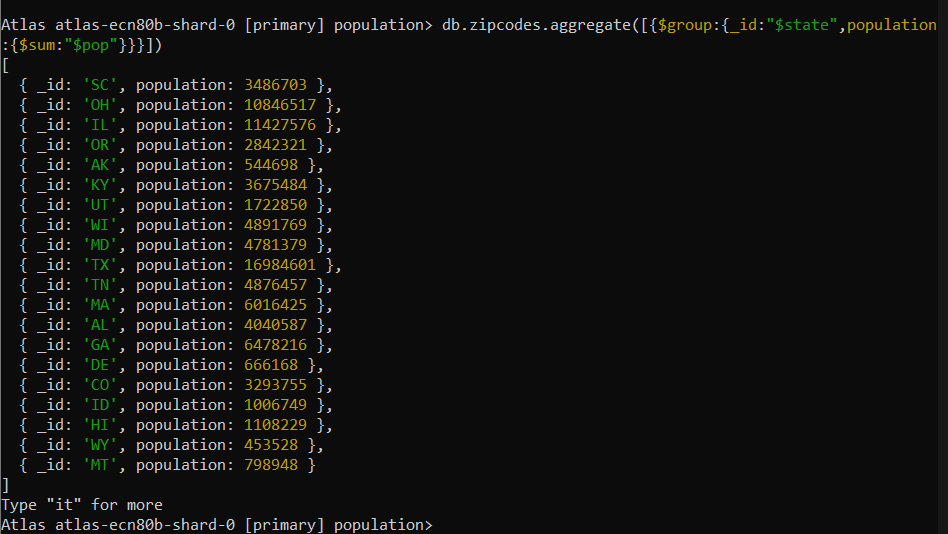 Atlas atlas-ecn80b-shard-0 [primary] population> db.zipcodes.aggregate([{$group:{_id:"$state",population
:{$sum:"$pop"}}}])
[
  { _id: 'SC', population: 3486703 },
  { _id: 'OH', population: 10846517 },
  { _id: 'IL', population: 11427576 },
  { _id: 'OR', population: 2842321 },
  { _id: 'AK', population: 544698 },
  { _id: 'KY', population: 3675484 },
  { _id: 'UT', population: 1722850 },
  { _id: 'WI', population: 4891769 },
  { _id: 'MD', population: 4781379 },
  { _id: 'TX', population: 16984601 },
  { _id: 'TN', population: 4876457 },
  { _id: 'MA', population: 6016425 },
  { _id: 'AL', population: 4040587 },
  { _id: 'GA', population: 6478216 },
  { _id: 'DE', population: 666168 },
  { _id: 'CO', population: 3293755 },
  { _id: 'ID', population: 1006749 },
  { _id: 'HI', population: 1108229 },
  { _id: 'WY', population: 453528 },
  { _id: 'MT', population: 798948 }
]
Type "it" for more
Atlas atlas-ecn80b-shard-0 [primary] population>